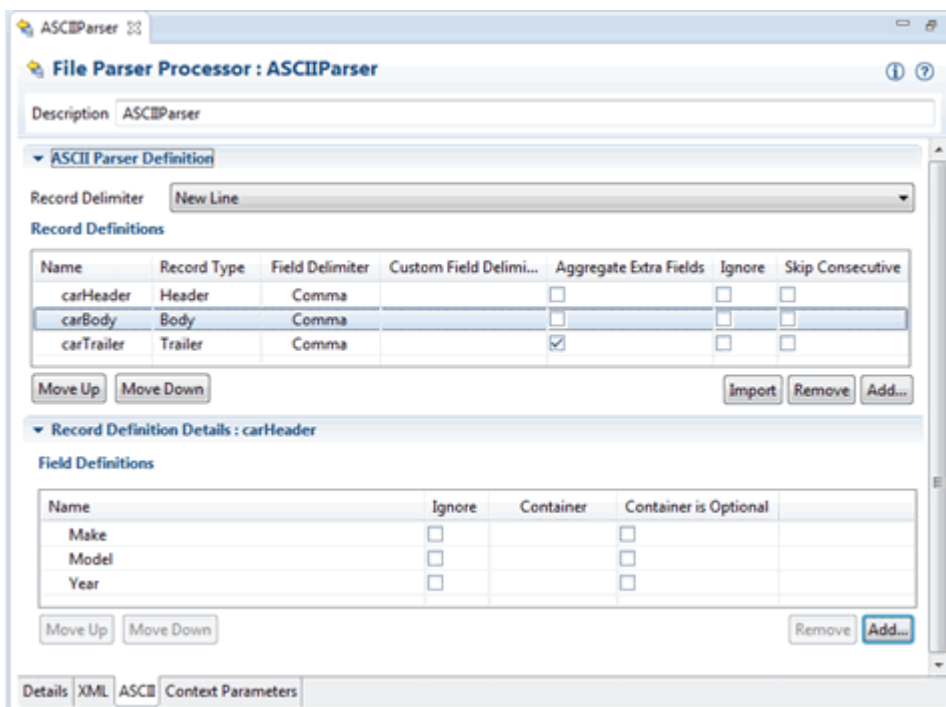 ASCIIParser
File Parser Processor : ASCIIParser
Description ASCIIParser
ASCII Parser Definition
Record Delimiter New Line
Record Definitions
Name Record Type Field Delimiter Custom Field Delimi... Aggregate Extra Fields Ignore Skip Consecutive
carHeader Header Comma
carBody Body Comma
carTrailer Trailer Comma
Move Up Move Down Import Remove Add...
Record Definition Details : carHeader
Field Definitions
Name Ignore Container Container is Optional
Make
Model
Year
Move Up Move Down Remove Add...
Details XML ASCII Context Parameters